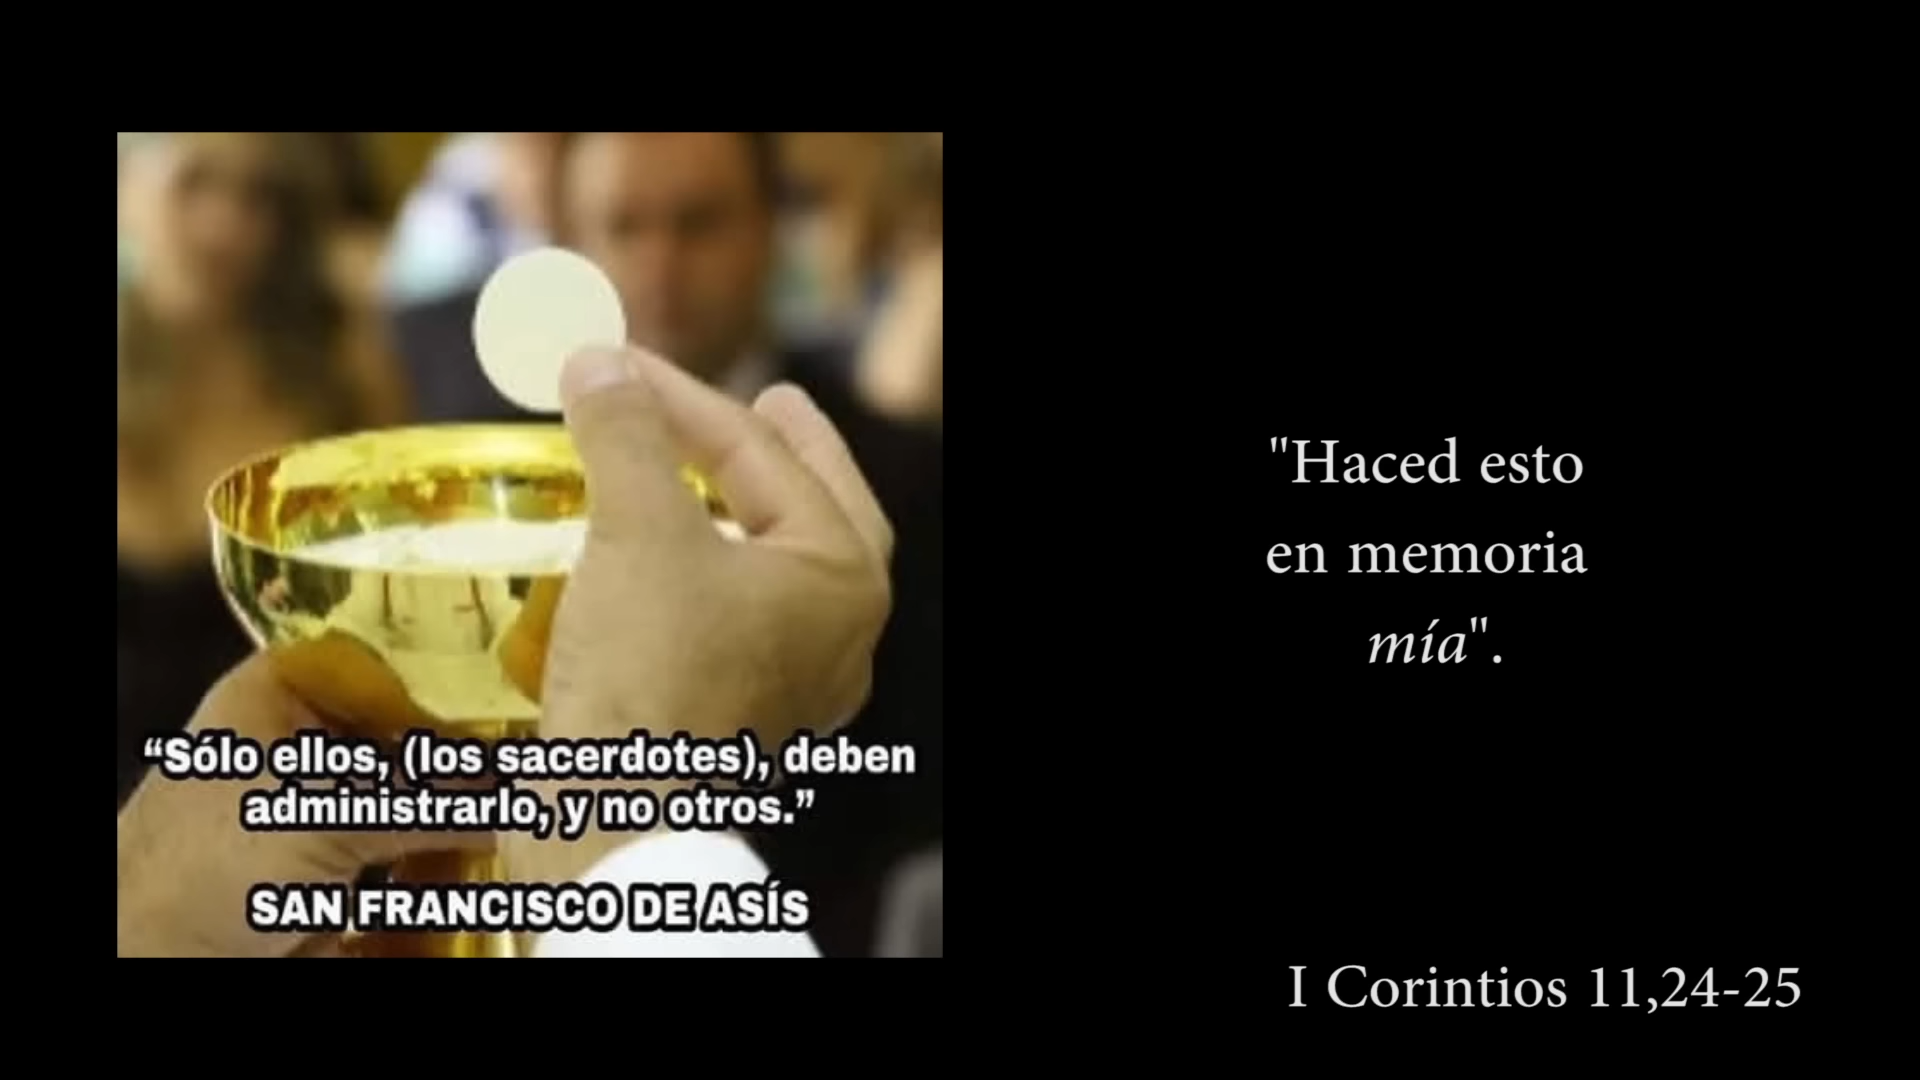 “Sólo ellos, (los sacerdotes), deben
administrarlo, y no otros.”
SAN FRANCISCO DE ASÍS
"Haced esto
en memoria
mía".
I Corintios 11,24-25